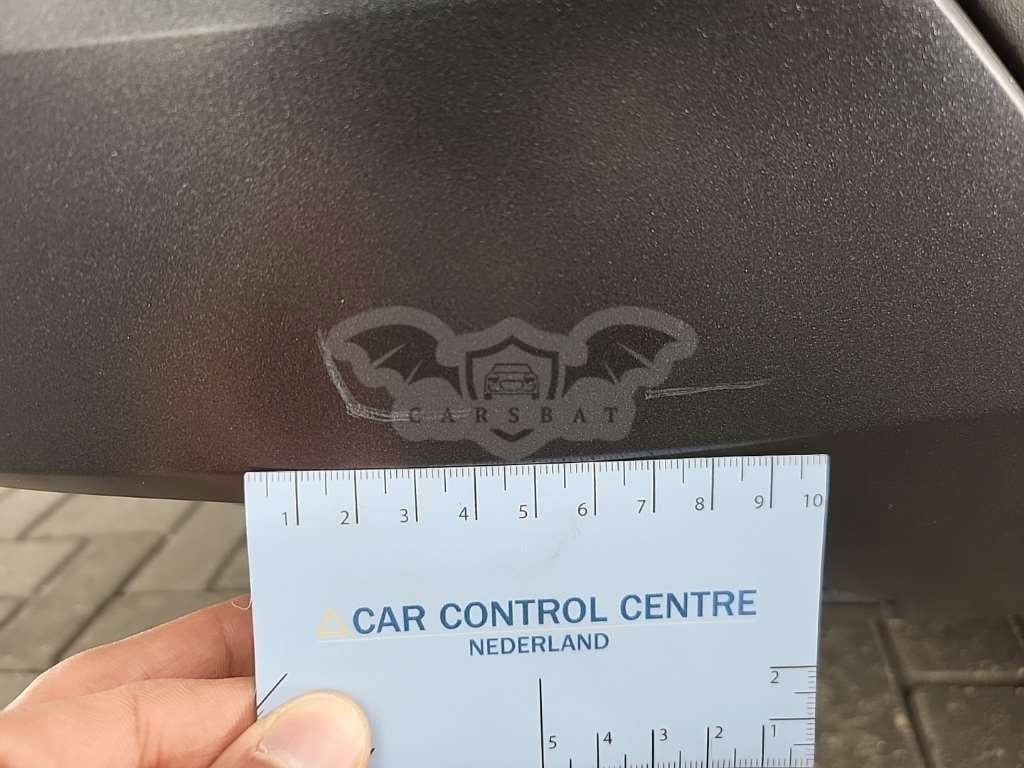 CARSBAT
1 2 3 4 5 6 7 8 9 10
CAR CONTROL CENTRE
NEDERLAND
2
5 4 3 2 1